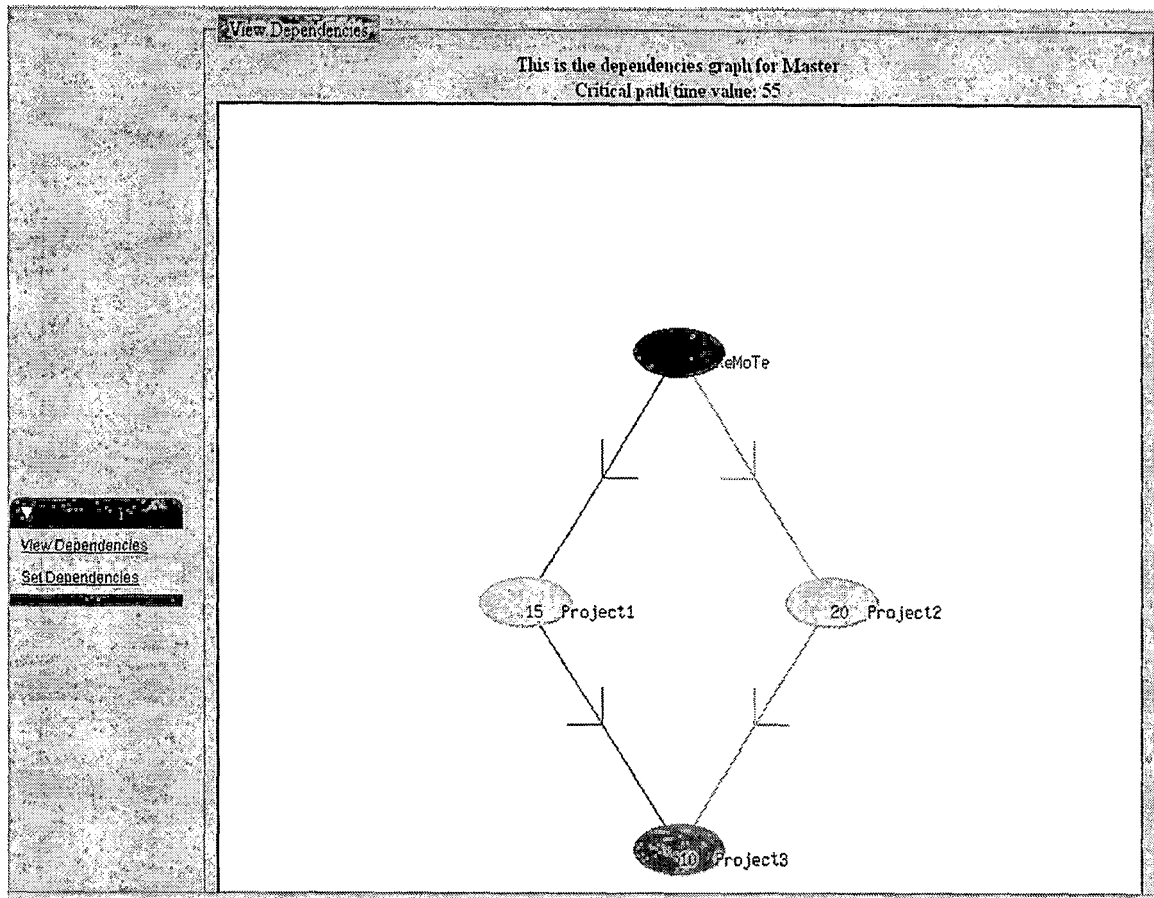 View Dependencies
This is the dependencies graph for Master
Critical path time value: 55
View Dependencies
Set Dependencies
15 Project1
20 Project2
10 Project3